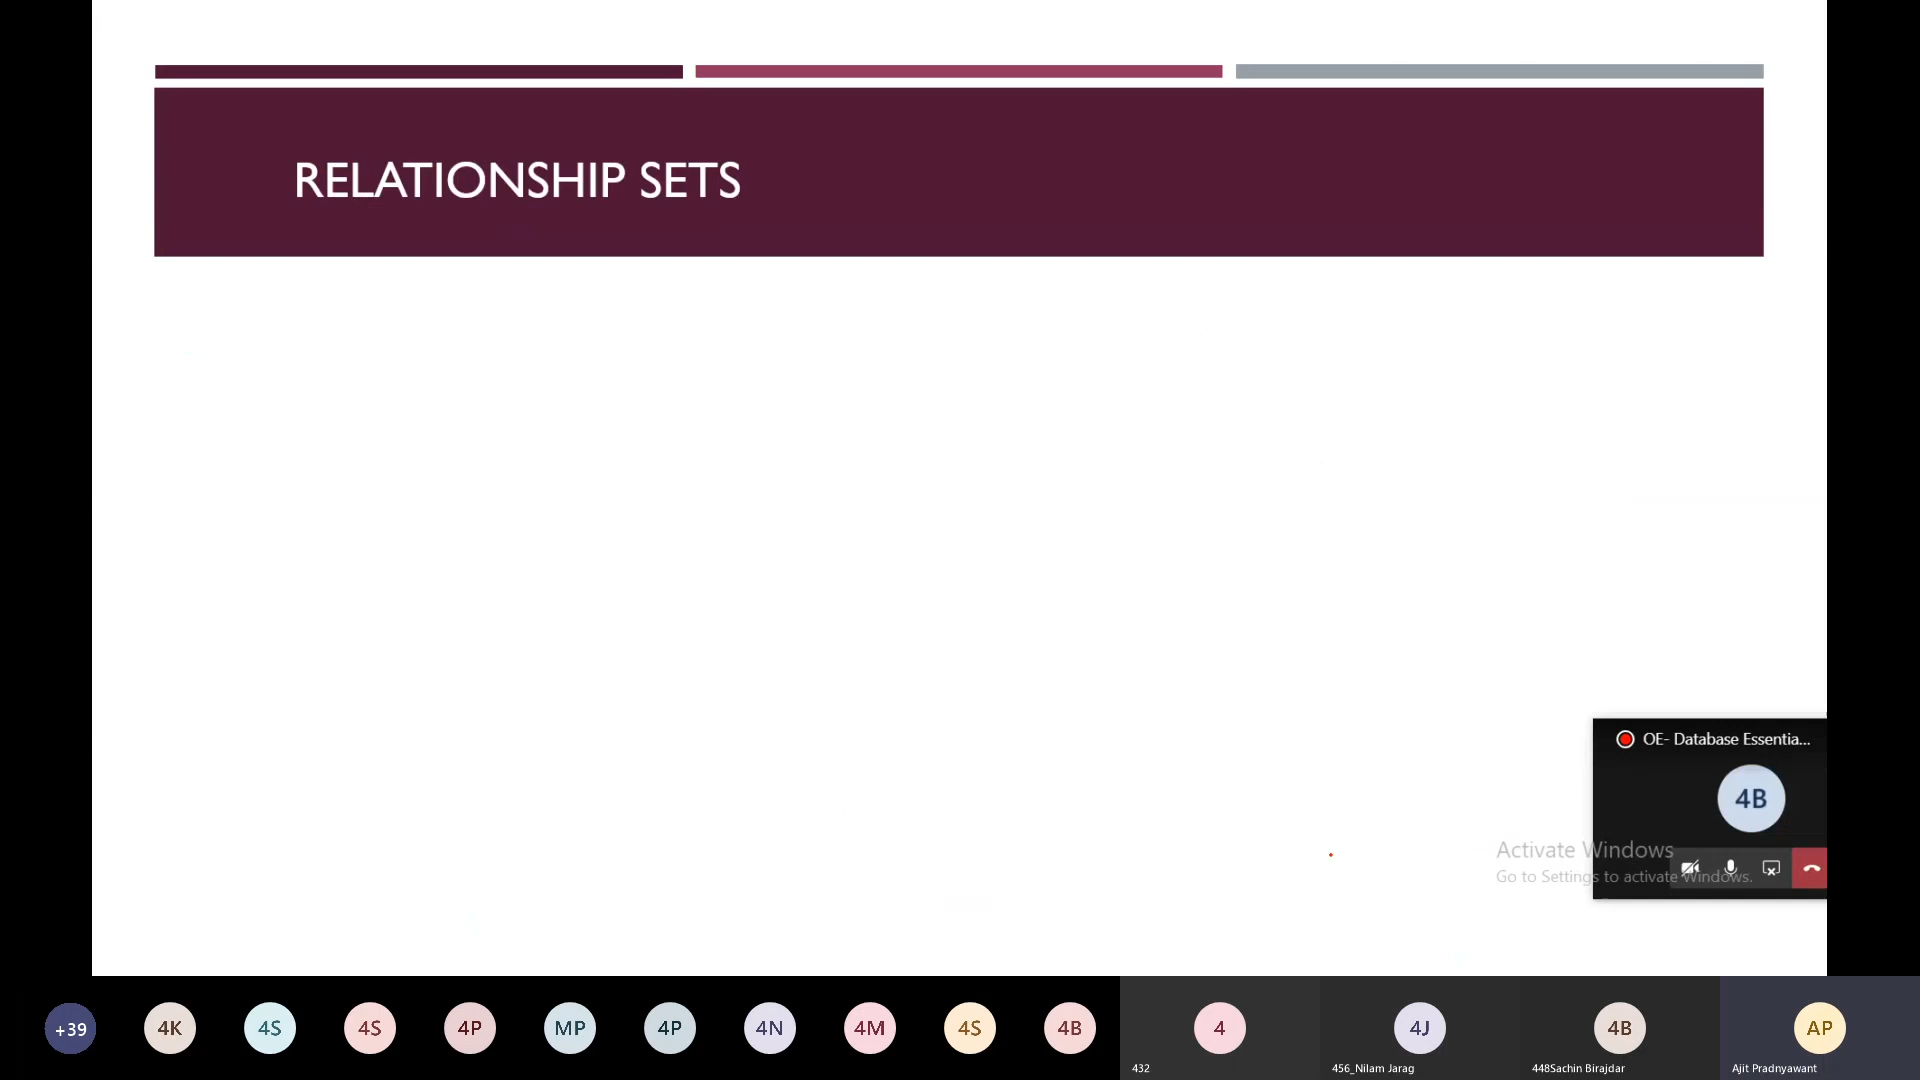 RELATIONSHIP SETS
OE- Database Essentia...
4B
Activate Windows
Go to Settings to activate Windows.
+39
4K
4S
4S
4P
MP
4P
4N
4M
4S
4B
4
4J
4B
AP
432
456_Nilam Jarag
448Sachin Birajdar
Ajit Pradnyawant